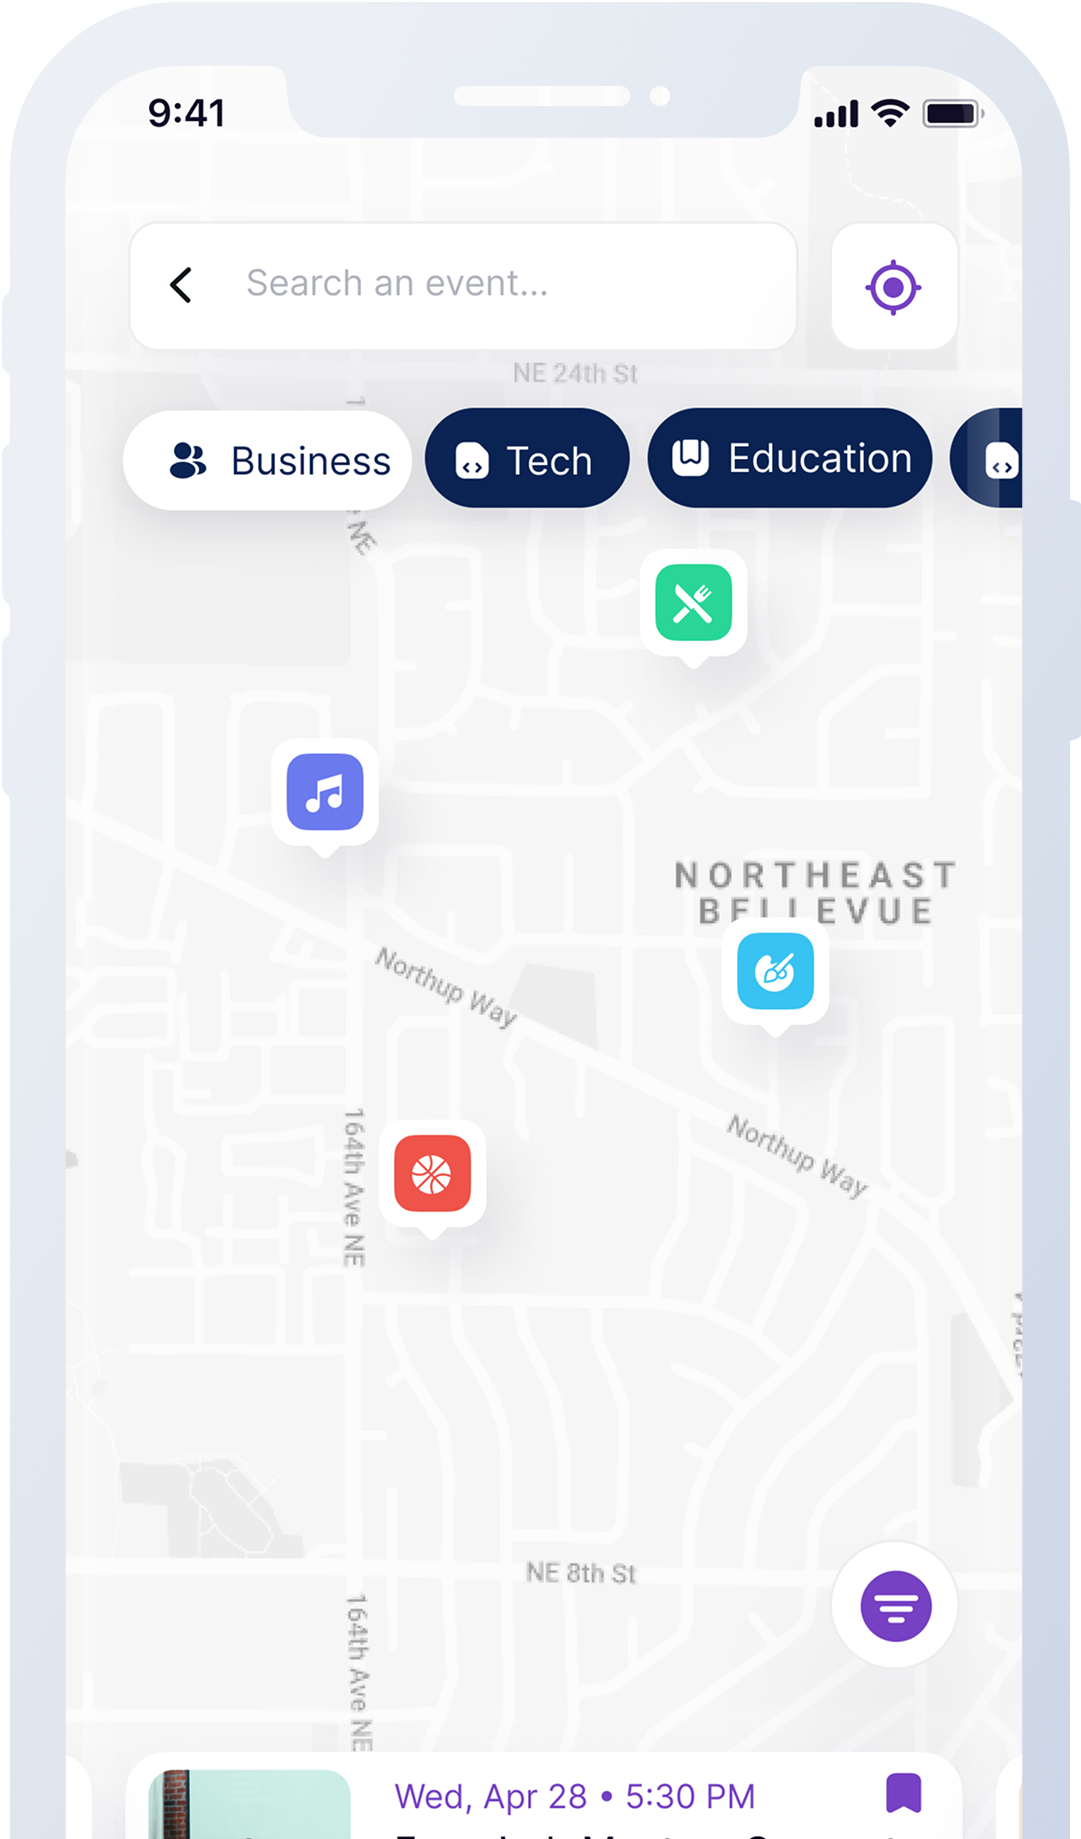 9:41
Search an event...
NE 24th St
Business
Tech
Education
NE
NORTHEAST
BELLEVUE
Northup Way
Northup Way
164th Ave NE
NE 8th St
164th Ave NE
Wed, Apr 28 • 5:30 PM